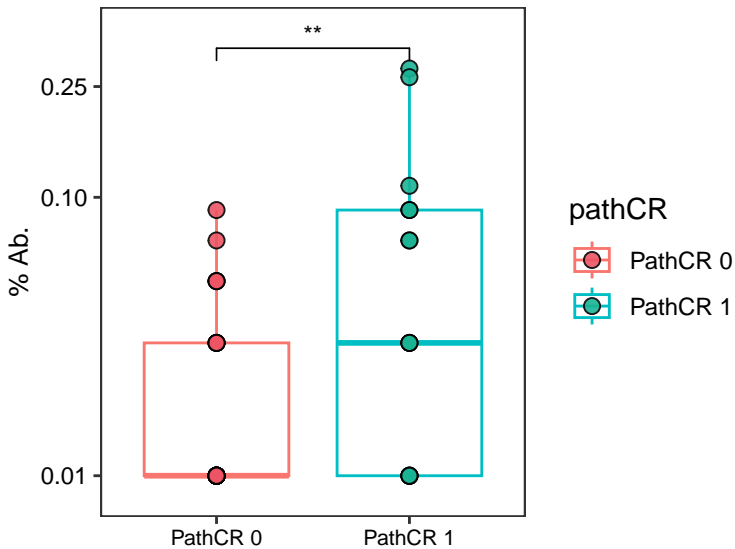 **
0.25
0.10
0.01
% Ab.
PathCR 0
PathCR 1
pathCR
PathCR 0
PathCR 1